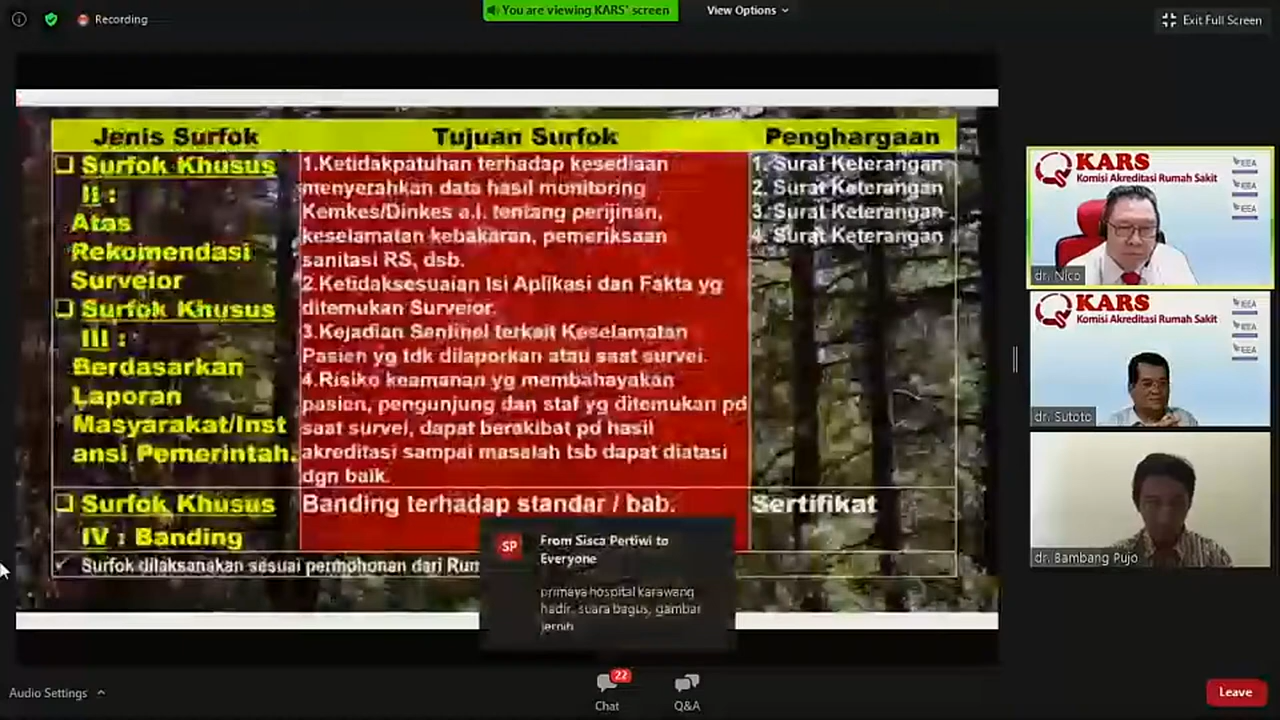 Recording
You are viewing KARS' screen
View Options
Exit Full Screen
Jenis Surfok
Tujuan Surfok
Penghargaan
Surfok Khusus
II :
Atas
Rekomendasi
Surveior
Surfok Khusus
III :
Berdasarkan
Laporan
Masyarakat/Inst
ansi Pemerintah.
1.Ketidakpatuhan terhadap kesediaan
menyerahkan data hasil monitoring
Kemkes/Dinkes a.l. tentang perijinan,
keselamatan kebakaran, pemeriksaan
sanitasi RS, dsb.
2.Ketidaksesuaian Isi Aplikasi dan Fakta yg
ditemukan Surveior.
3.Kejadian Sentinel terkait Keselamatan
Pasien yg tdk dilaporkan atau saat survei.
4.Risiko keamanan yg membahayakan
pasien, pengunjung dan staf yg ditemukan pd
saat survei, dapat berakibat pd hasil
akreditasi sampai masalah tsb dapat diatasi
dgn baik.
1. Surat Keterangan
2. Surat Keterangan
3. Surat Keterangan
4. Surat Keterangan
Surfok Khusus
IV : Banding
Banding terhadap standar / bab.
Sertifikat
Surfok dilaksanakan sesuai permohonan dari Rum
SP
From Sisca Pertiwi to
Everyone
primaya hospital karawang
hadir. suara bagus, gambar
jernih
KARS
Komisi Akreditasi Rumah Sakit
IEEA
IEEA
IEEA
dr. Nico
KARS
Komisi Akreditasi Rumah Sakit
IEEA
IEEA
IEEA
dr. Sutoto
dr. Bambang Pujo
Audio Settings
22
Chat
Q&A
Leave